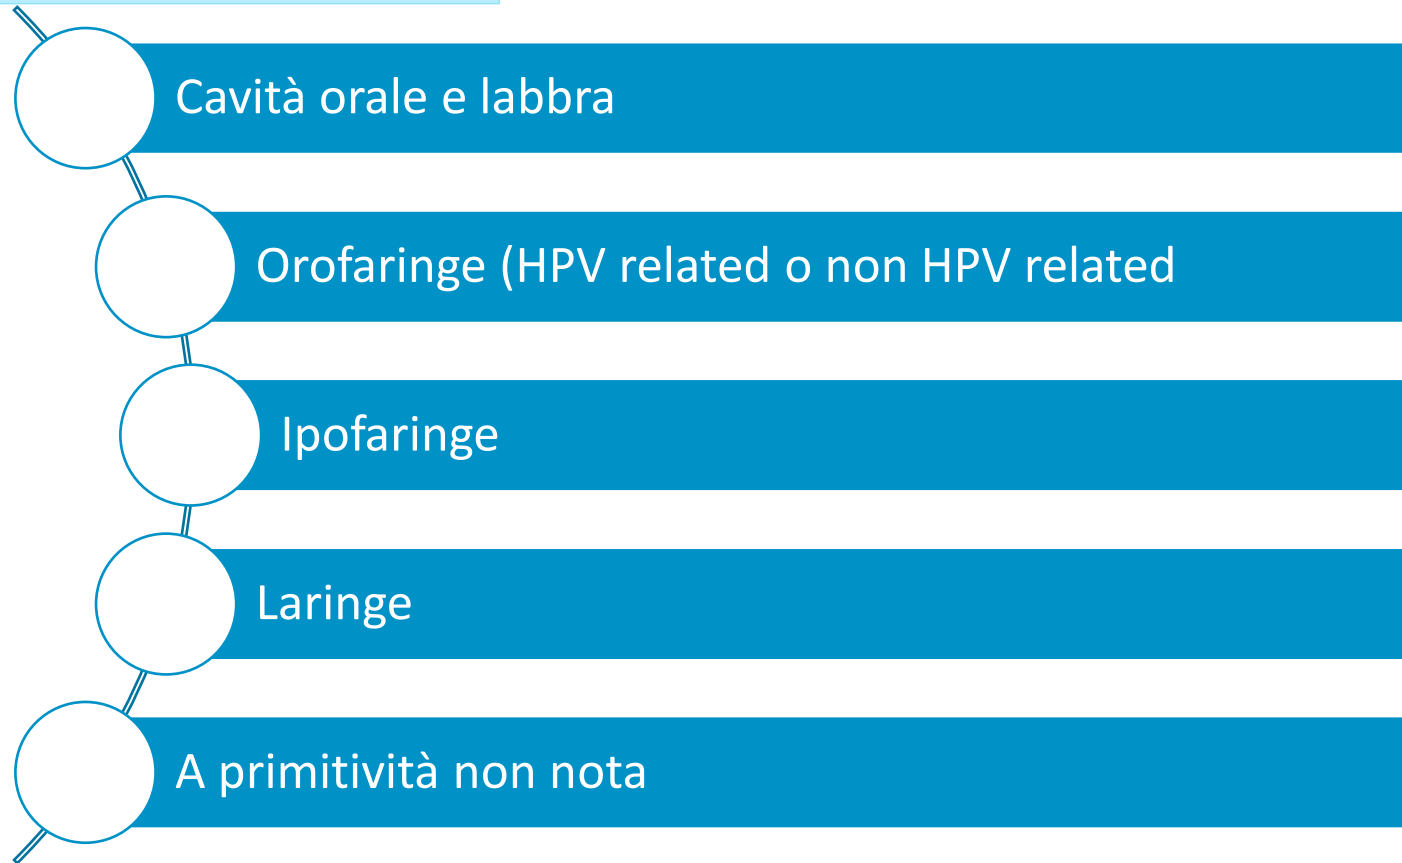 Cavità orale e labbra
Orofaringe (HPV related o non HPV related
Ipofaringe
Laringe
A primitività non nota